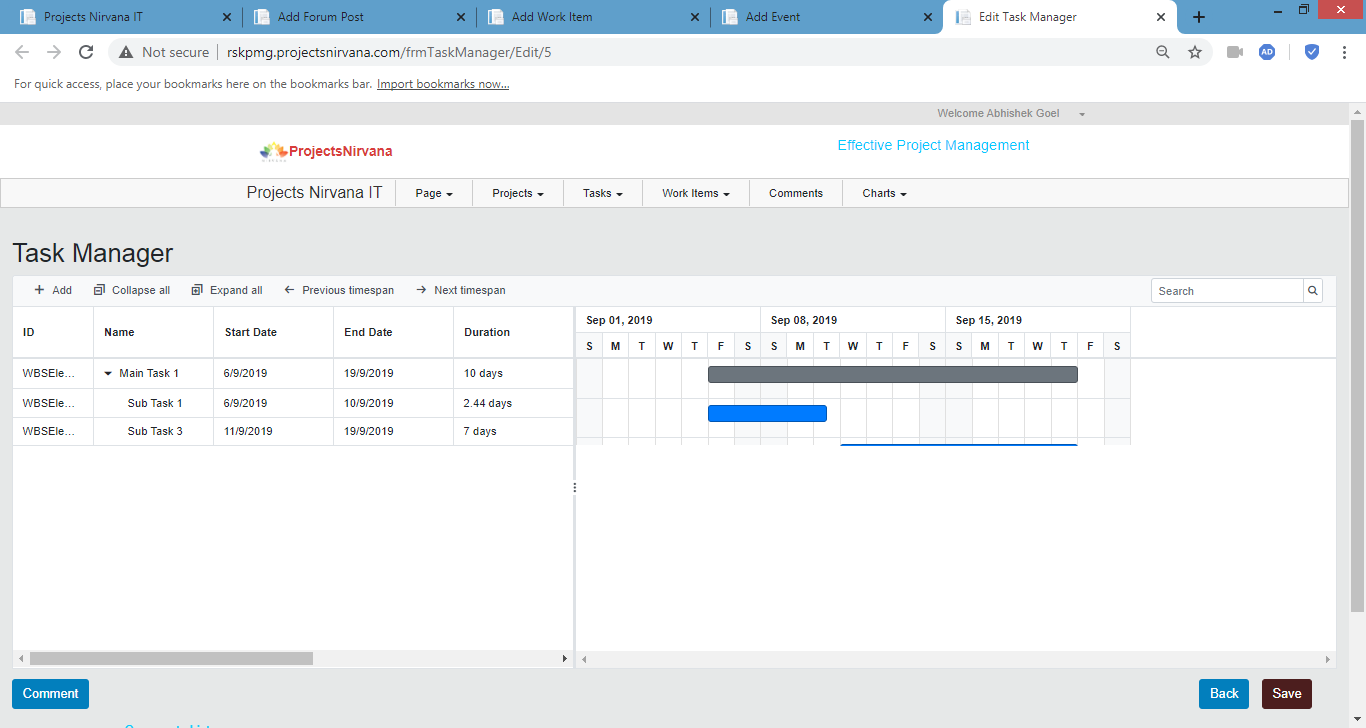 Projects Nirvana IT
Add Forum Post
Add Work Item
Add Event
Edit Task Manager
Not secure
rskpmg.projectsnirvana.com/frmTaskManager/Edit/5
AD
For quick access, place your bookmarks here on the bookmarks bar. Import bookmarks now...
Welcome Abhishek Goel
ProjectsNirvana
Effective Project Management
Projects Nirvana IT
Page
Projects
Tasks
Work Items
Comments
Charts
Task Manager
Add
Collapse all
Expand all
Previous timespan
Next timespan
Search
ID Name Start Date End Date Duration
Sep 01, 2019 Sep 08, 2019 Sep 15, 2019
S M T W T F S S M T W T F S S M T W T F S
WBSEle... Main Task 1 6/9/2019 19/9/2019 10 days
WBSEle... Sub Task 1 6/9/2019 10/9/2019 2.44 days
WBSEle... Sub Task 3 11/9/2019 19/9/2019 7 days
Comment
Back
Save